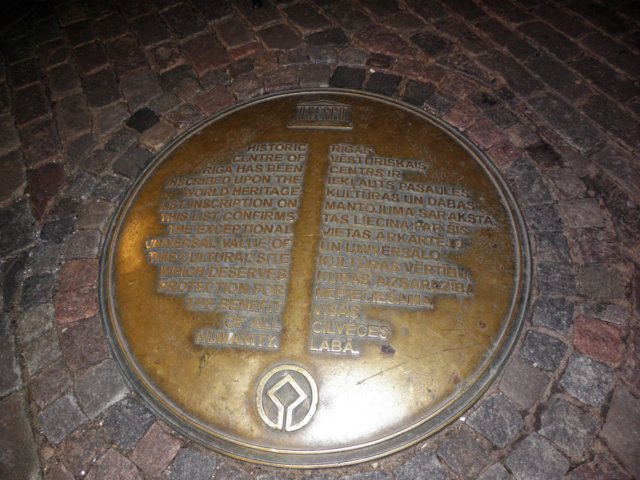 UNESCO
HISTORIC
CENTRE OF
RIGA HAS BEEN
INSCRIBED UPON THE
WORLD HERITAGE
LIST. INSCRIPTION ON
THIS LIST CONFIRMS
THE EXCEPTIONAL
UNIVERSAL VALUE OF
THIS CULTURAL SITE
WHICH DESERVES
PROTECTION FOR
THE BENEFIT
OF ALL
HUMANITY.
RĪGAS
VĒSTURISKAIS
CENTRS IR
IEKĻAUTS PASAULES
KULTŪRAS UN DABAS
MANTOJUMA SARAKSTĀ.
TAS LIECINA PAR ŠĪS
VIETAS ĀRKĀRTĒJO
UN UNIVERSĀLO
KULTŪRAS VĒRTĪBU,
KURAS AIZSARDZĪBA
NEPIECIEŠAMA
VISAS
CILVĒCES
LABĀ.